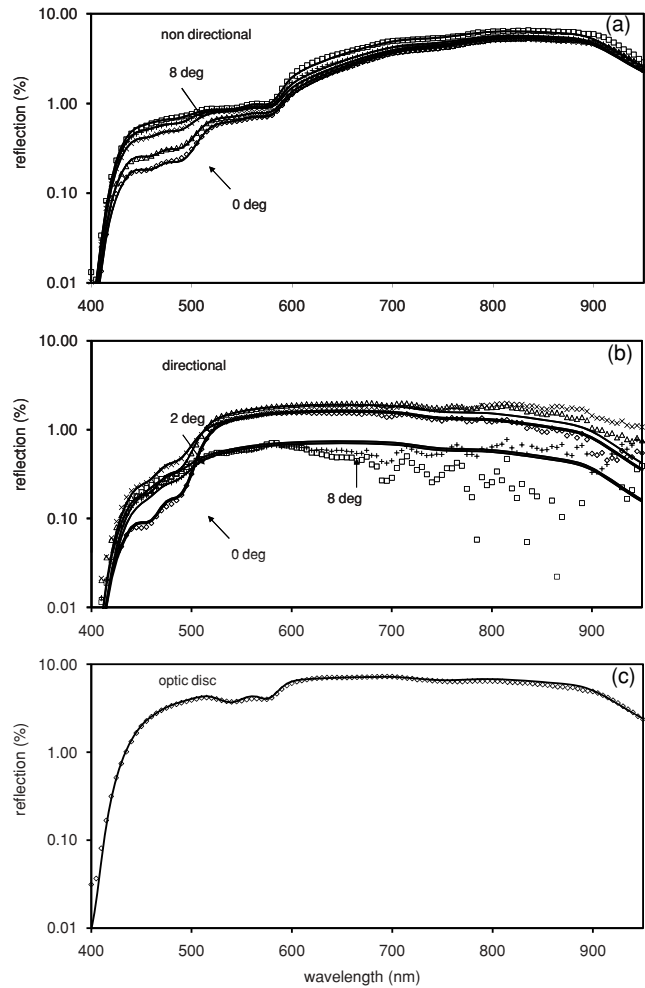 10.00
(a)
non directional
8 deg
1.00
reflection (%)
0.10
0 deg
0.01
400 500 600 700 800 900
10.00
(b)
directional
2 deg
1.00
reflection (%)
8 deg
0.10
0 deg
0.01
400 500 600 700 800 900
10.00
(c)
optic disc
1.00
reflection (%)
0.10
0.01
400 500 600 700 800 900
wavelength (nm)